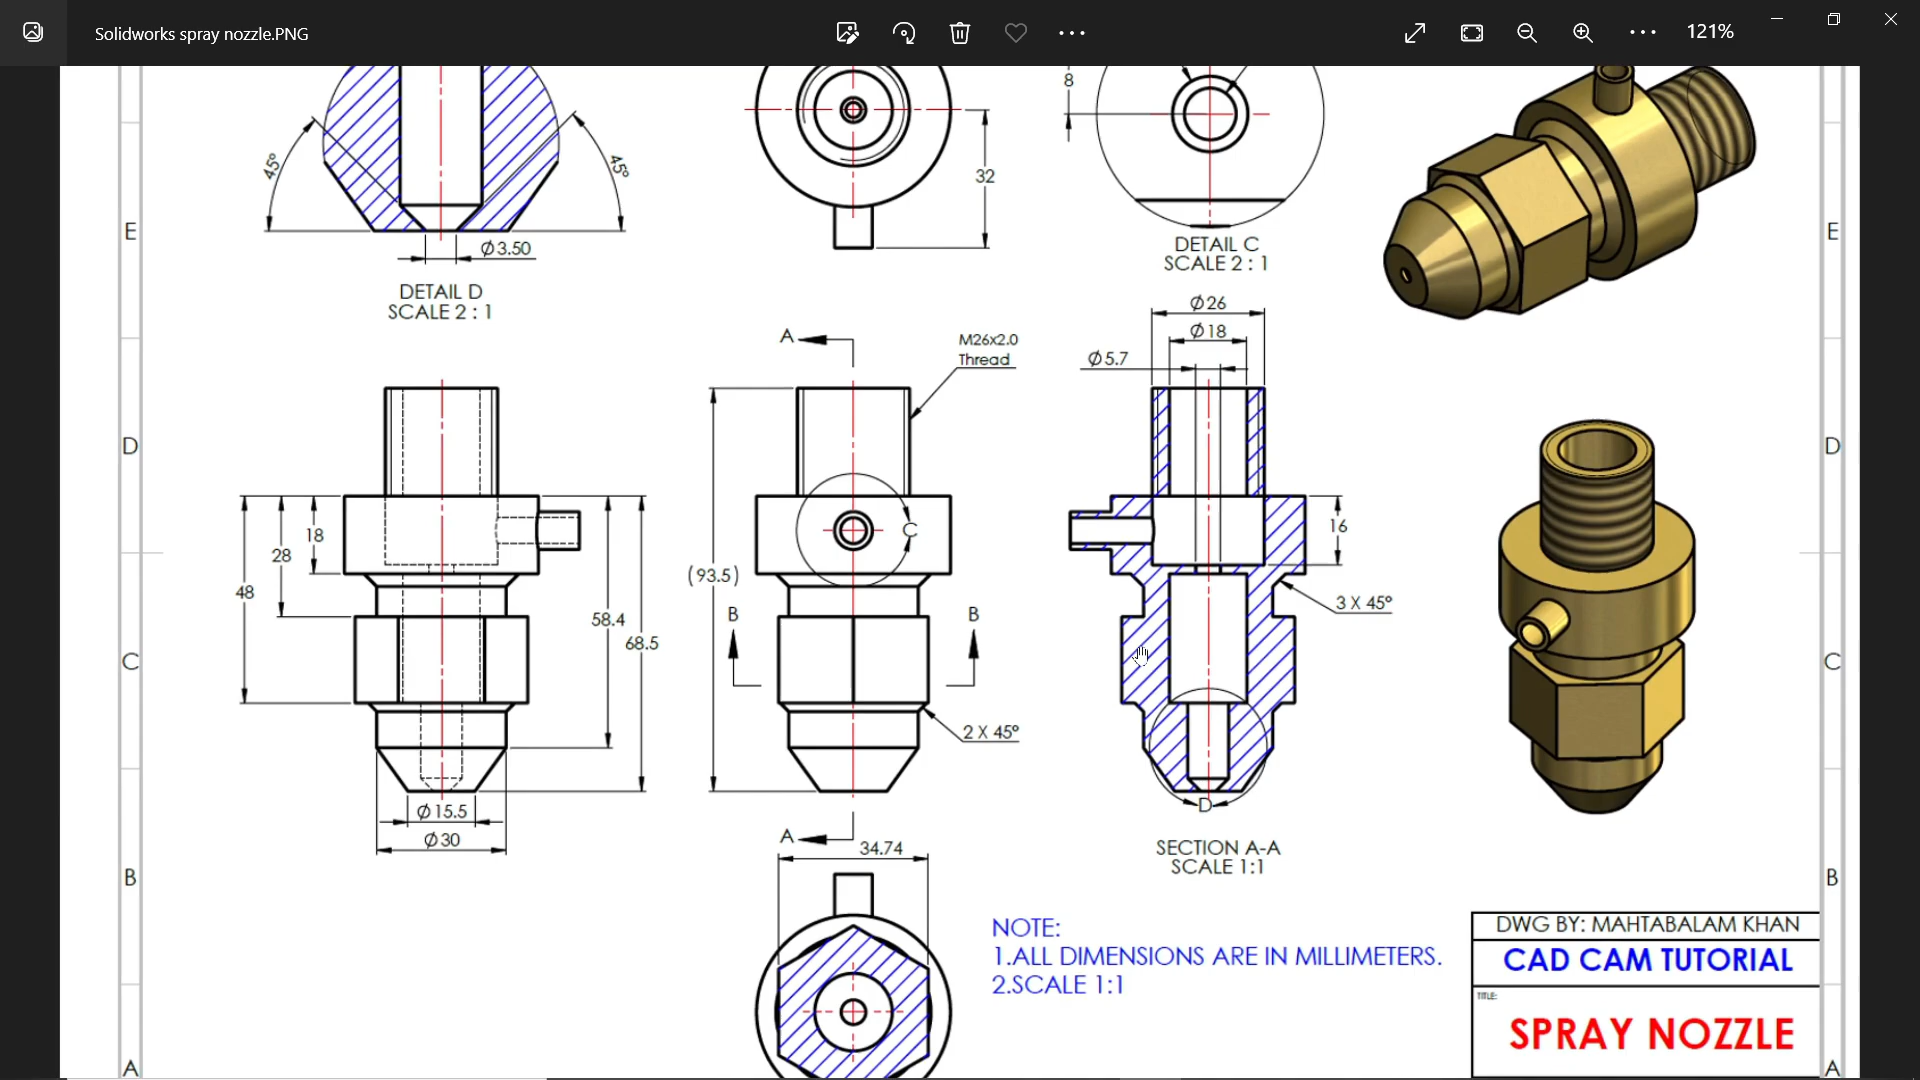 Solidworks spray nozzle.PNG
121%
8
45°
45°
32
E
E
Ø3.50
DETAIL C
SCALE 2 : 1
DETAIL D
SCALE 2 : 1
Ø26
Ø18
A
M26x2.0
Thread
Ø5.7
D
D
18
28
48
C
16
(93.5)
58.4
68.5
B
B
3 X 45°
C
C
2 X 45°
Ø15.5
Ø30
D
A
34.74
SECTION A-A
SCALE 1:1
B
B
NOTE:
1.ALL DIMENSIONS ARE IN MILLIMETERS.
2.SCALE 1:1
DWG BY: MAHTABALAM KHAN
CAD CAM TUTORIAL
TITLE:
SPRAY NOZZLE
A
A